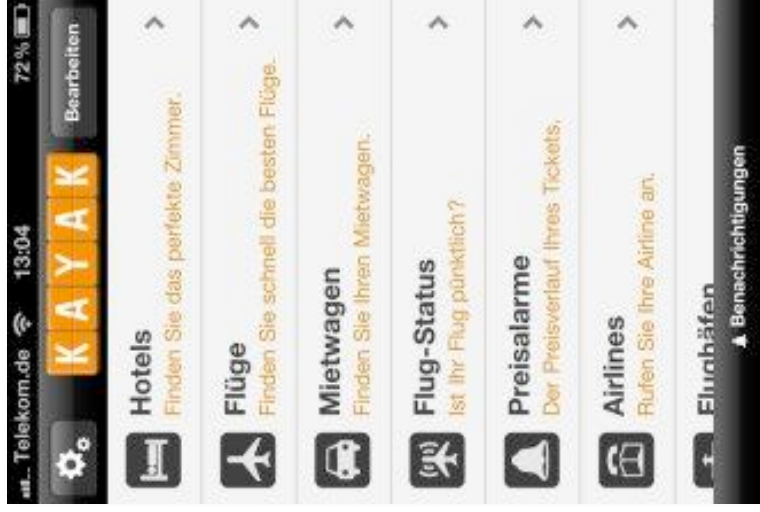 Telekom.de 13:04 72 %
KAYAK Bearbeiten
Hotels
Finden Sie das perfekte Zimmer.
Flüge
Finden Sie schnell die besten Flüge.
Mietwagen
Finden Sie Ihren Mietwagen.
Flug-Status
Ist Ihr Flug pünktlich?
Preisalarme
Der Preisverlauf Ihres Tickets,
Airlines
Rufen Sie Ihre Airline an.
Flughäfen
Benachrichtigungen